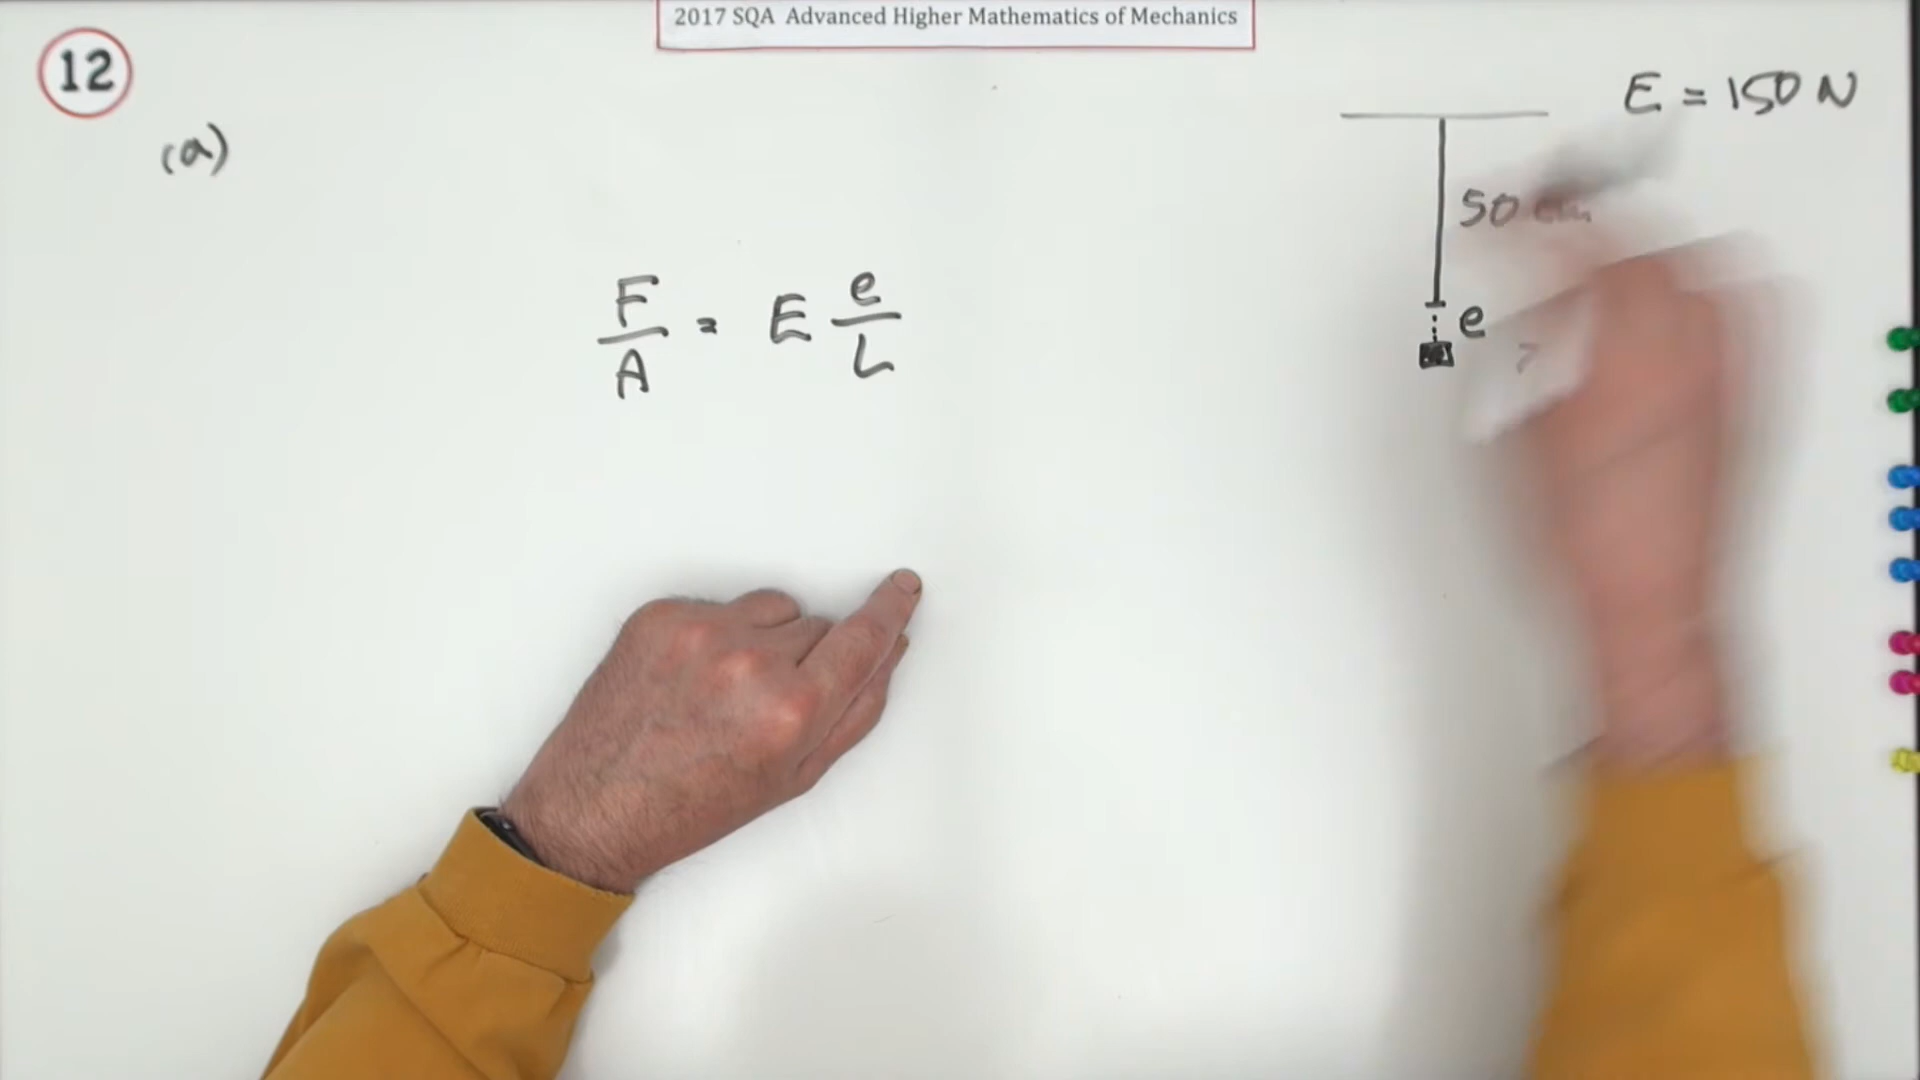 2017 SQA Advanced Higher Mathematics of Mechanics
12
(a)
E = 150 N
50
e
F/A = E e/L